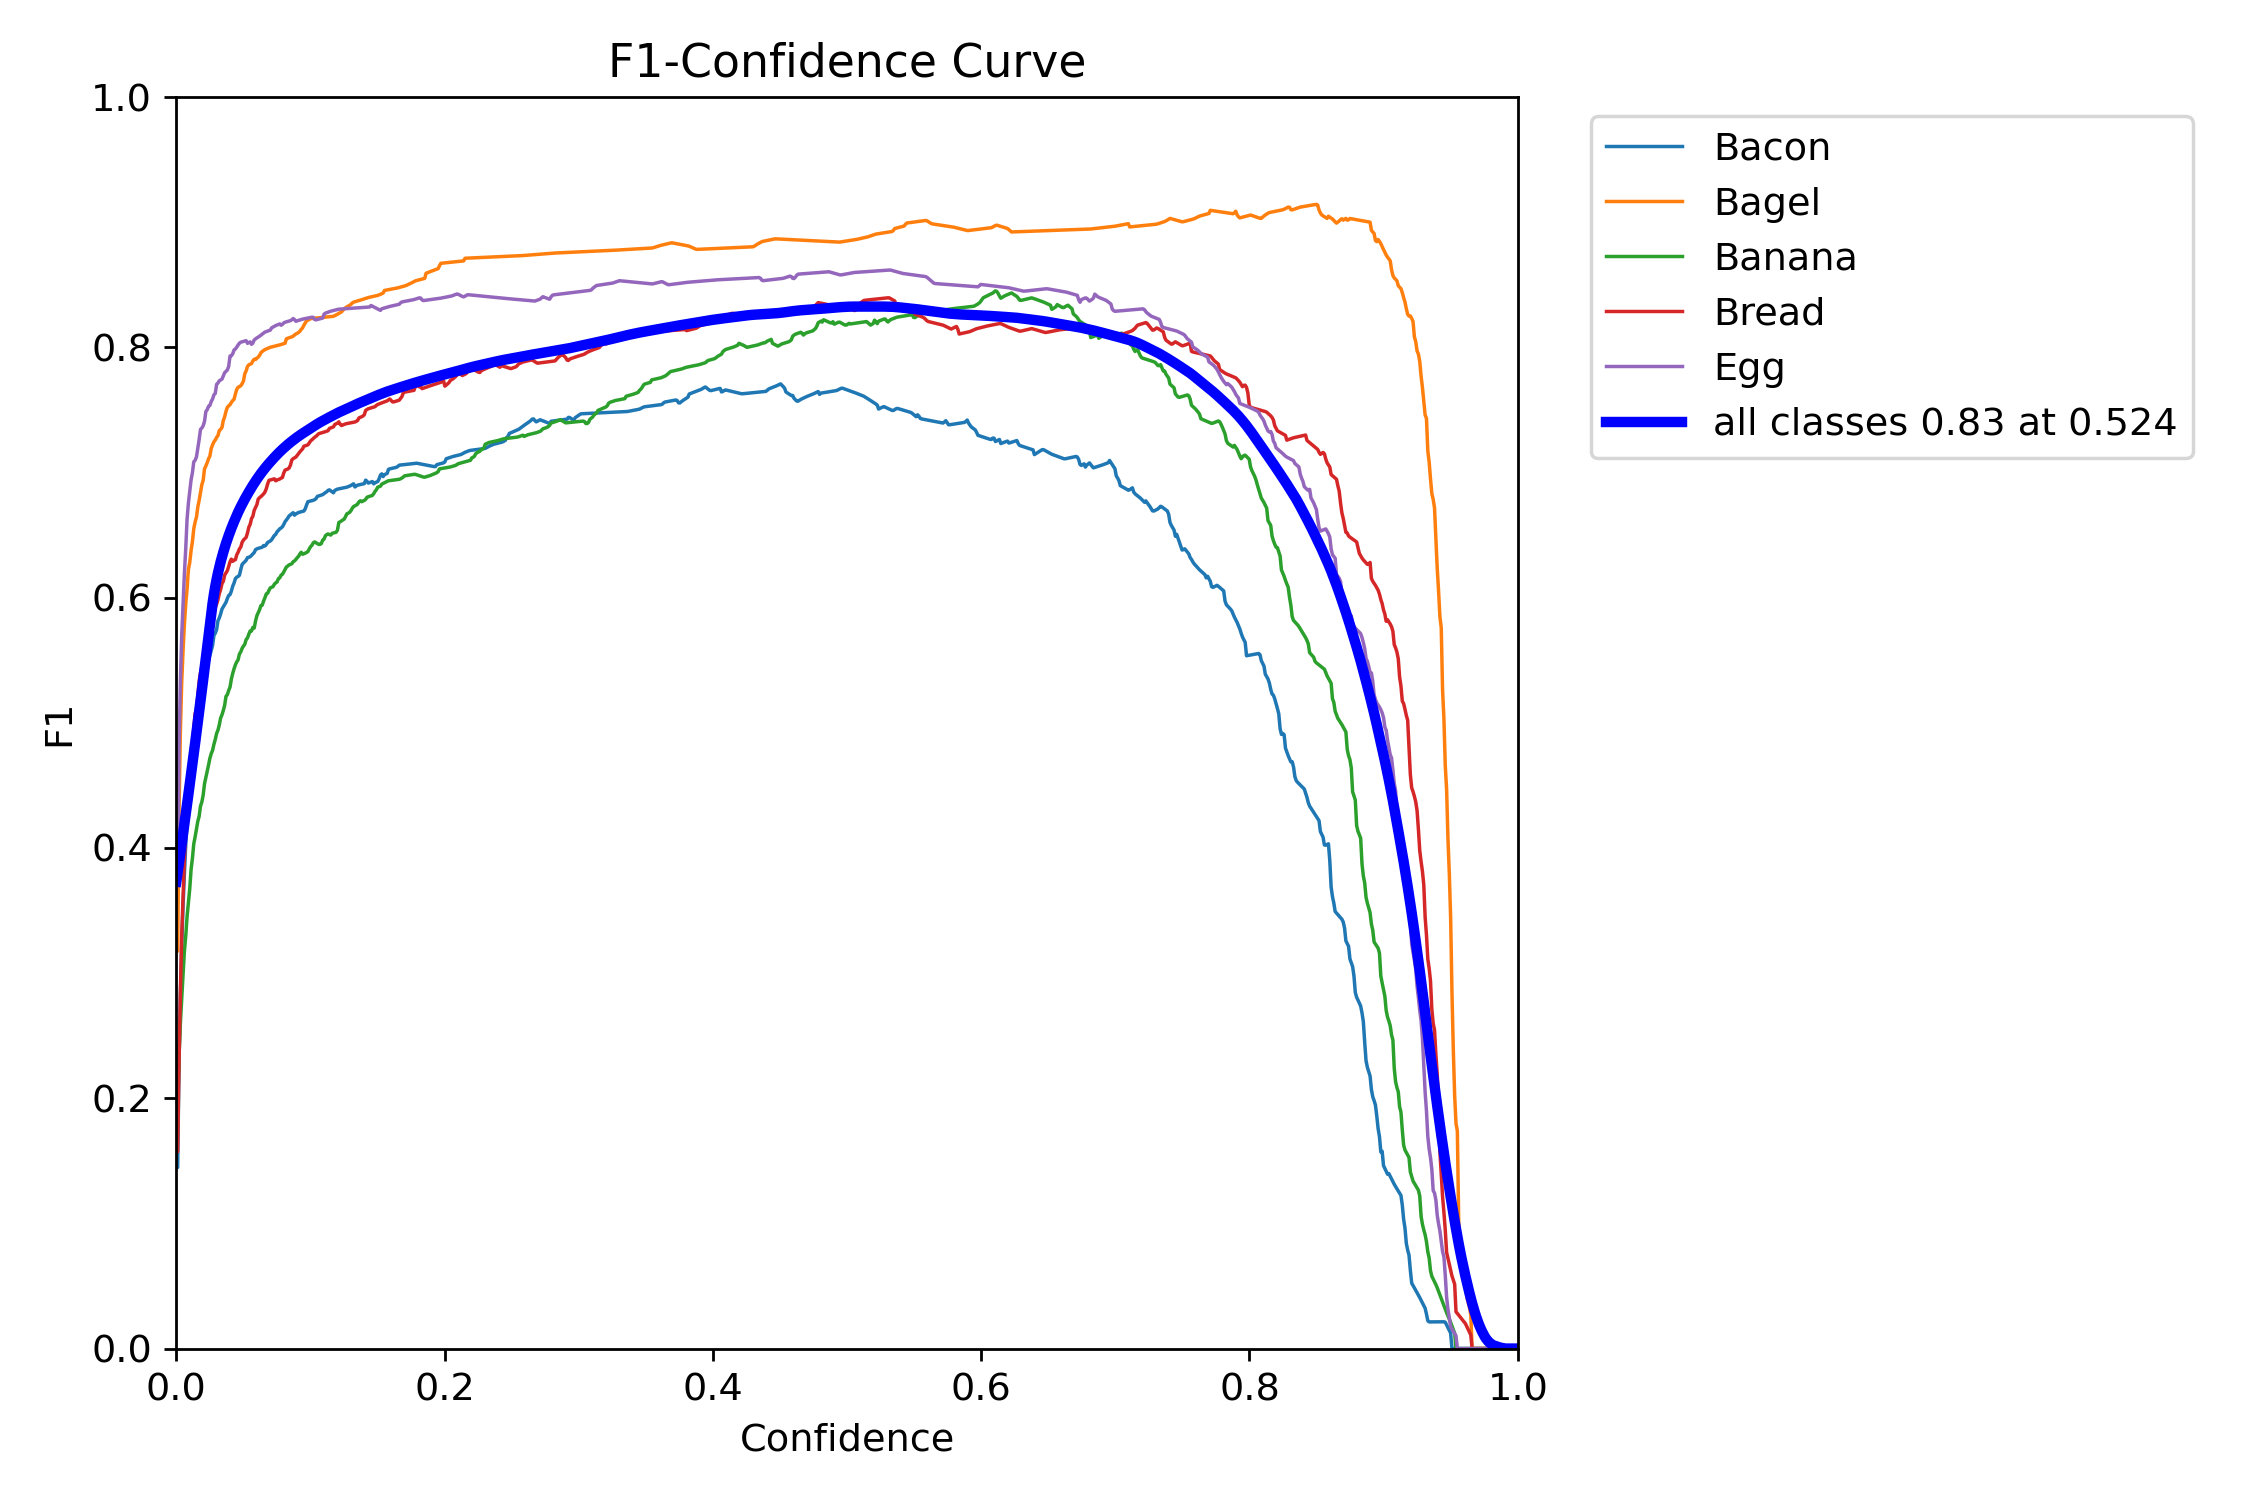 F1-Confidence Curve
1.0
0.8
0.6
0.4
0.2
0.0
F1
0.0 0.2 0.4 0.6 0.8 1.0
Confidence
Bacon
Bagel
Banana
Bread
Egg
all classes 0.83 at 0.524